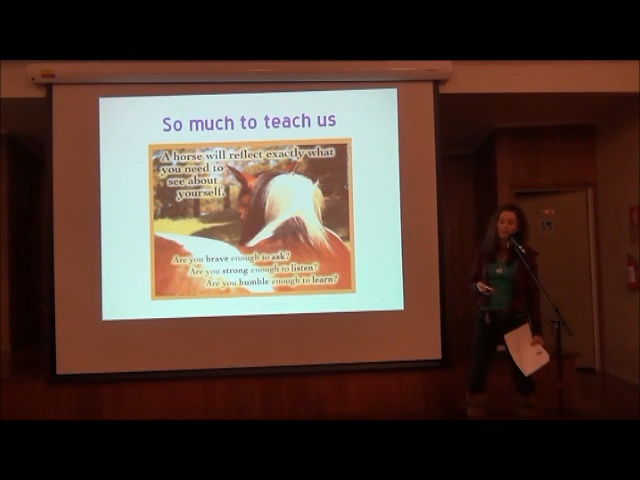 So much to teach us
A horse will reflect exactly what
you need to
see about
yourself.
Are you brave enough to ask?
Are you strong enough to listen?
Are you humble enough to learn?